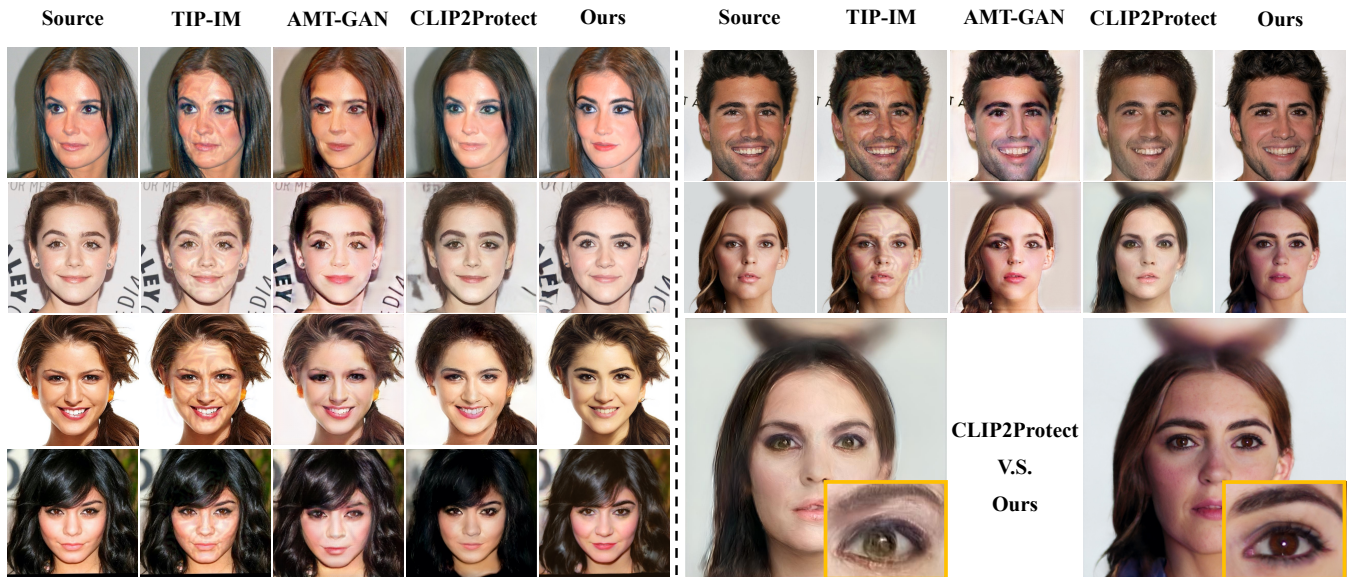 Source TIP-IM AMT-GAN CLIP2Protect Ours
Source TIP-IM AMT-GAN CLIP2Protect Ours
CLIP2Protect
V.S.
Ours